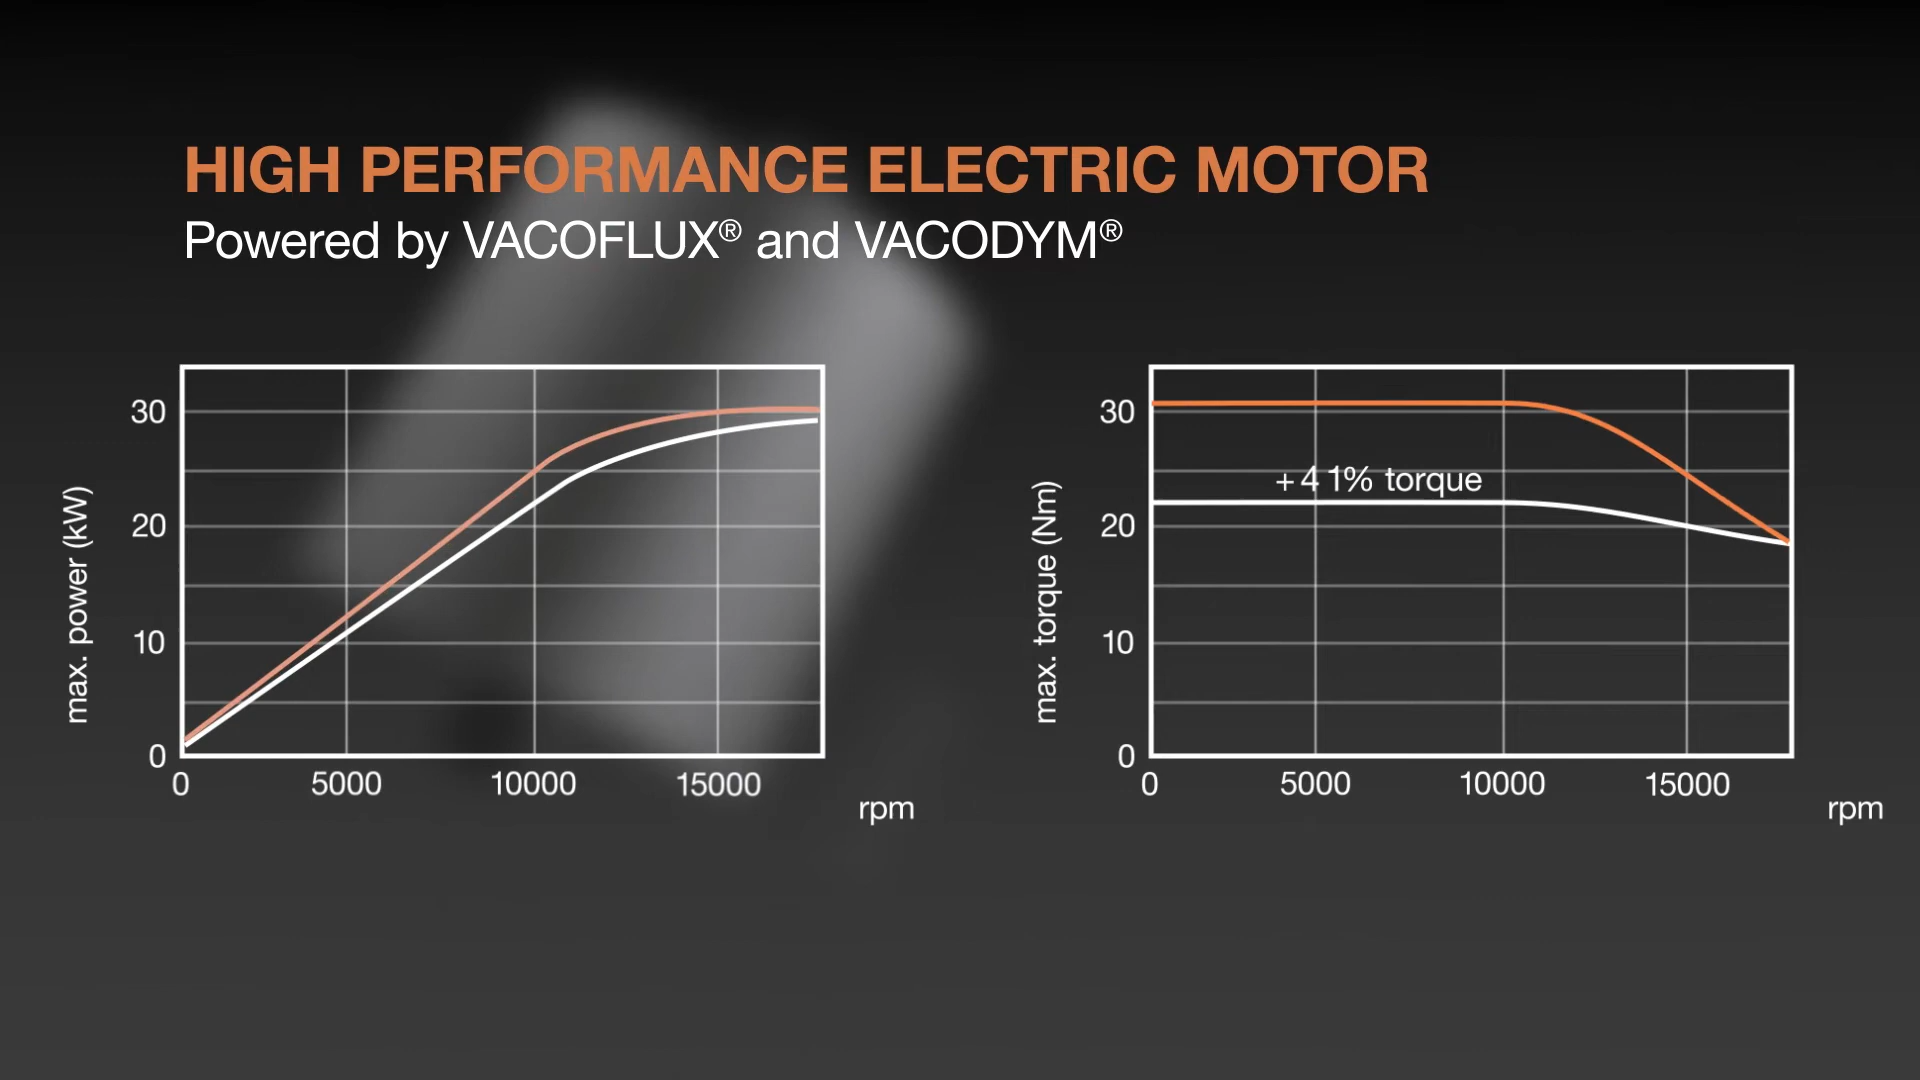 HIGH PERFORMANCE ELECTRIC MOTOR
Powered by VACOFLUX® and VACODYM®
max. power (kW)
30
20
10
0
0 5000 10000 15000
rpm
max. torque (Nm)
30
20
10
0
+41% torque
0 5000 10000 15000
rpm